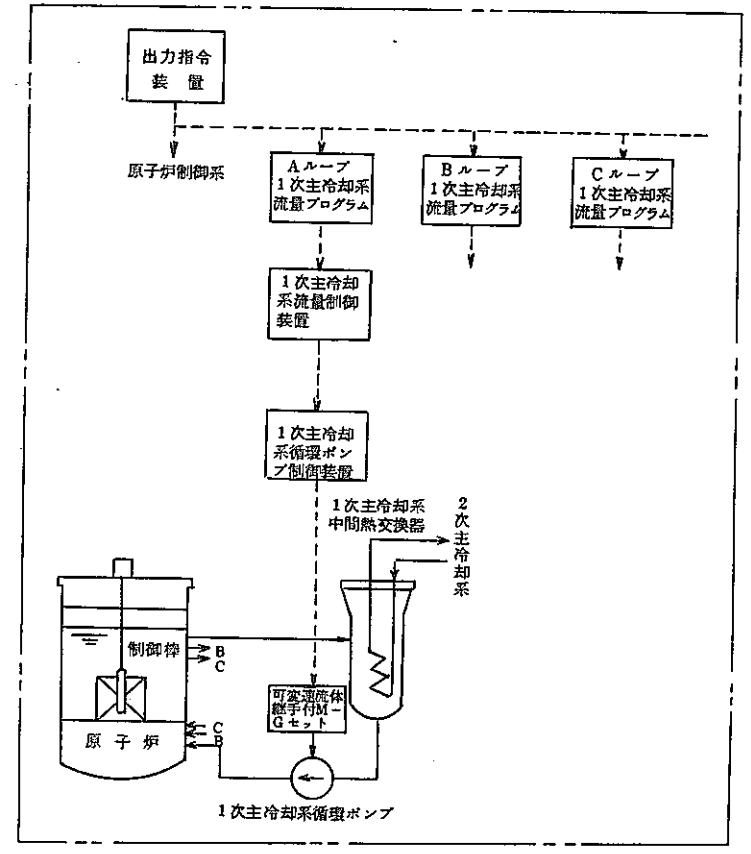 出力指令
装置
原子炉制御系
Aループ
1次主冷却系
流量プログラム
Bループ
1次主冷却系
流量プログラム
Cループ
1次主冷却系
流量プログラム
1次主冷却
系流量制御
装置
1次主冷却
系循環ポン
プ制御装置
1次主冷却系
中間熱交換器
2次主冷却系
制御棒
B
C
可変速流体
継手付M-
Gセット
C
B
原子炉
1次主冷却系循環ポンプ